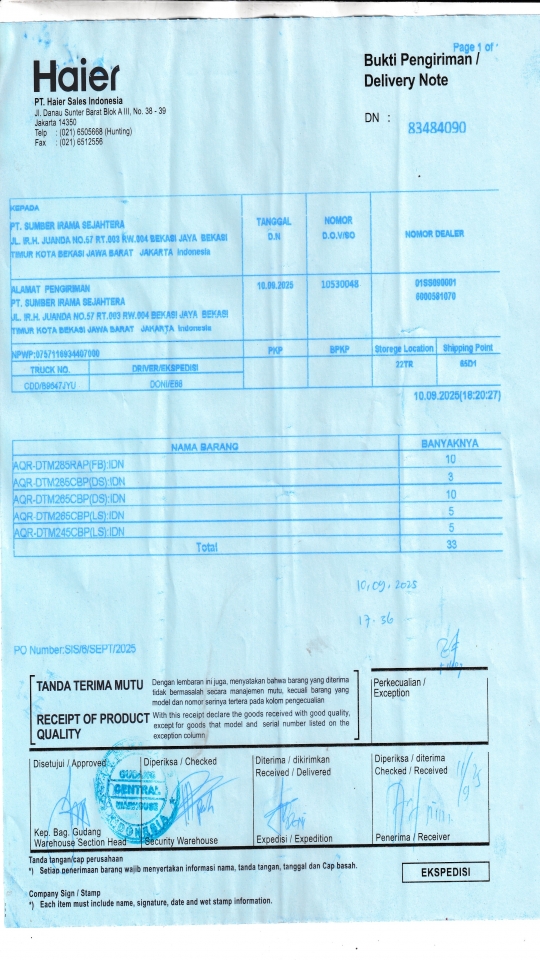 Page 1 of
Haier
Bukti Pengiriman /
Delivery Note
PT. Haier Sales Indonesia
Jl. Danau Sunter Barat Blok A III, No. 38 - 39
Jakarta 14350
Telp : (021) 6505668 (Hunting)
Fax : (021) 6512556
DN : 83484090
KEPADA
PT. SUMBER IRAMA SEJAHTERA
JL. IR.H. JUANDA NO.57 RT.003 RW.004 BEKASI JAYA BEKASI
TIMUR KOTA BEKASI JAWA BARAT JAKARTA Indonesia
TANGGAL
D.N
NOMOR
D.O.V/SO
NOMOR DEALER
ALAMAT PENGIRIMAN
PT. SUMBER IRAMA SEJAHTERA
JL. IR.H. JUANDA NO.57 RT.003 RW.004 BEKASI JAYA BEKASI
TIMUR KOTA BEKASI JAWA BARAT JAKARTA Indonesia
10.09.2025
10530048
NPWP:0757116934407000
PKP
BPKP
Storege Location
Shipping Point
TRUCK NO.
DRIVER/EKSPEDISI
22TR
65D1
10.09.2025(18:20:27)
NAMA BARANG
BANYAKNYA
AQR-DTM285RAP(FB):IDN 10
AQR-DTM285CBP(DS):IDN 3
AQR-DTM265CBP(DS):IDN 10
AQR-DTM265CBP(LS):IDN 5
AQR-DTM245CBP(LS):IDN 5
Total 33
10,09.2025
17.36
PO Number:SIS/6/SEPT/2025
TANDA TERIMA MUTU
Dengan lembaran ini juga, menyatakan bahwa barang yang diterima
tidak bermasalah secara manajemen mutu, kecuali barang yang
model dan nomor serinya tertera pada kolom pengecualian
RECEIPT OF PRODUCT
QUALITY
With this receipt declare the goods received with good quality,
except for goods that model and serial number listed on the
exception column
Perkecualian /
Exception
Disetujui / Approved
Diperiksa / Checked
Diterima / dikirimkan
Received / Delivered
Diperiksa / diterima
Checked / Received
GUDANG
CENTRAL
WAREHOUSE
INDONESIA
Kep. Bag. Gudang
Warehouse Section Head
Security Warehouse
Expedisi / Expedition
Penerima / Receiver
Tanda tangan/cap perusahaan
*) Setiap penerimaan barang wajib menyertakan informasi nama, tanda tangan, tanggal dan Cap basah.
EKSPEDISI
Company Sign / Stamp
*) Each item must include name, signature, date and wet stamp information.